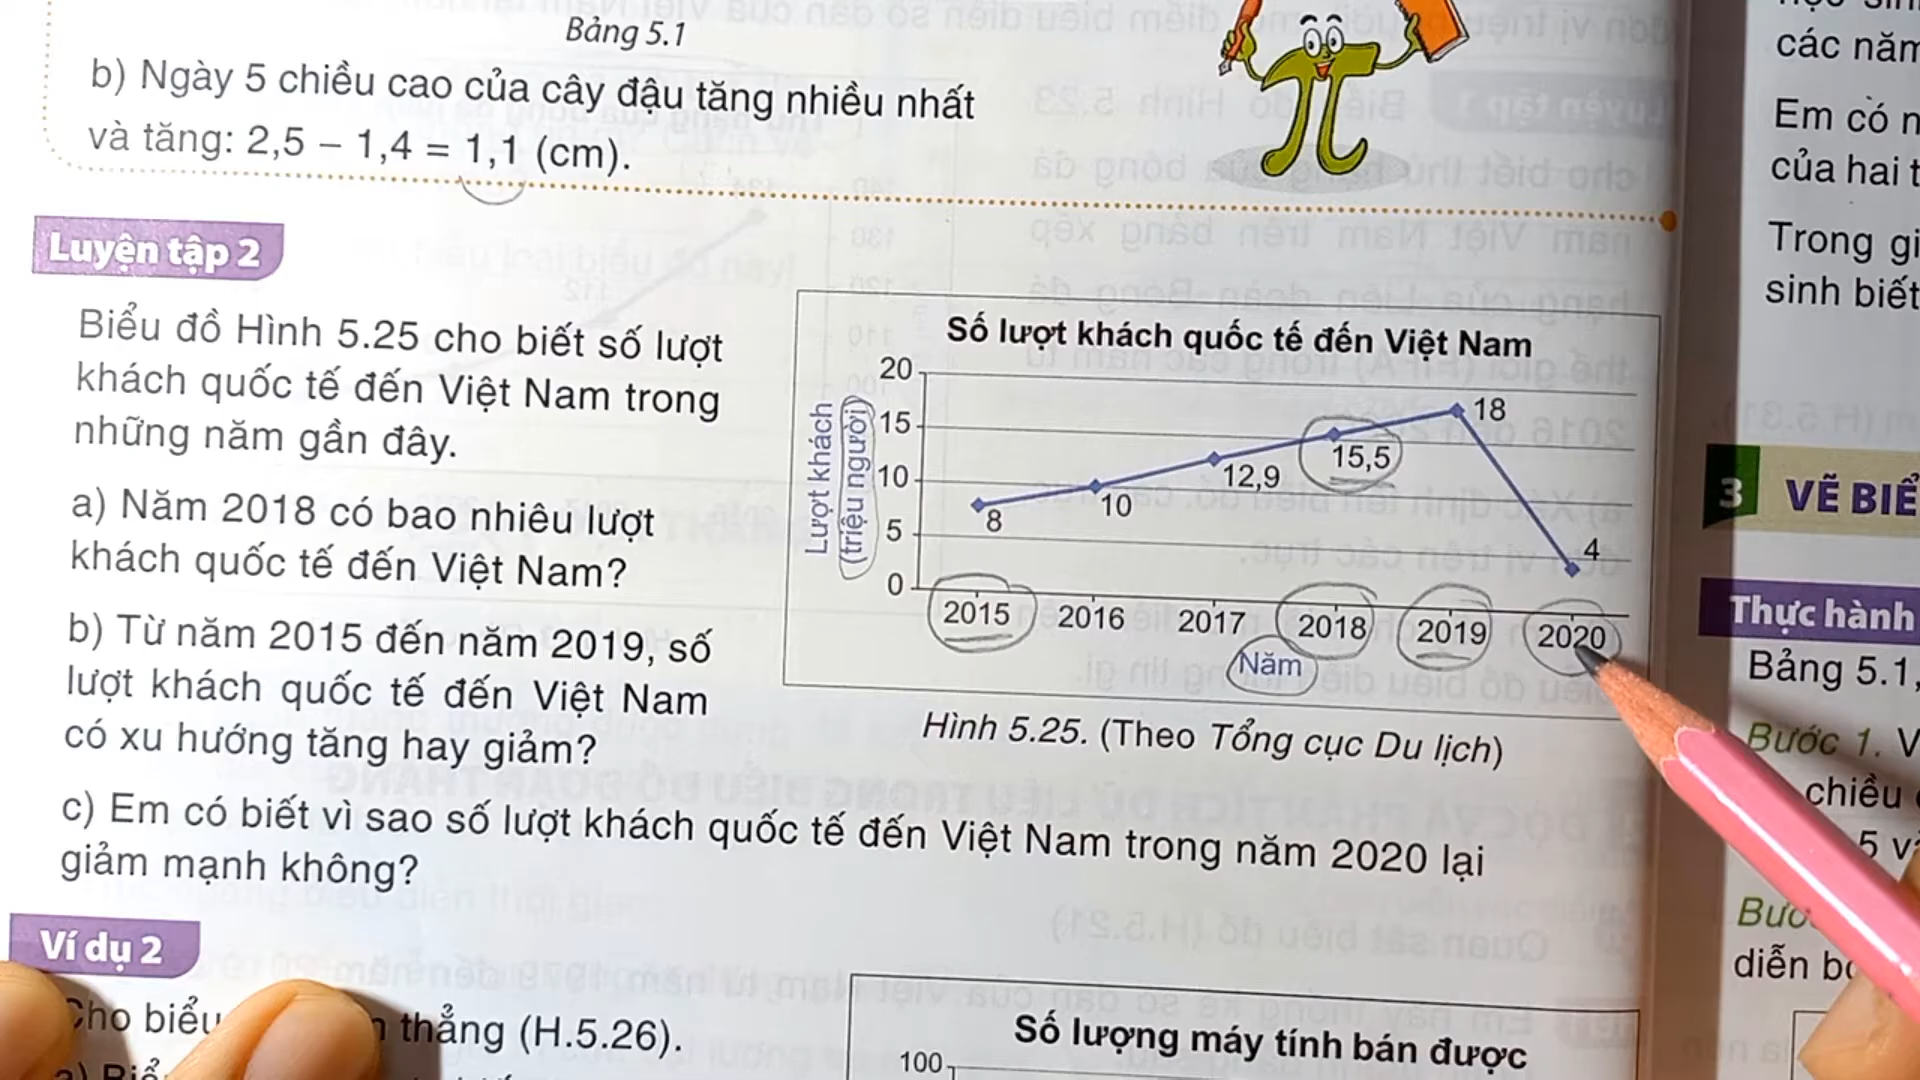 Bảng 5.1
b) Ngày 5 chiều cao của cây đậu tăng nhiều nhất
và tăng: 2,5 – 1,4 = 1,1 (cm).
Luyện tập 2
Biểu đồ Hình 5.25 cho biết số lượt
khách quốc tế đến Việt Nam trong
những năm gần đây.
a) Năm 2018 có bao nhiêu lượt
khách quốc tế đến Việt Nam?
b) Từ năm 2015 đến năm 2019, số
lượt khách quốc tế đến Việt Nam
có xu hướng tăng hay giảm?
Số lượt khách quốc tế đến Việt Nam
Lượt khách
(triệu người)
20
15
10
5
0
8
10
12,9
15,5
18
4
2015 2016 2017 2018 2019 2020
Năm
Hình 5.25. (Theo Tổng cục Du lịch)
c) Em có biết vì sao số lượt khách quốc tế đến Việt Nam trong năm 2020 lại
giảm mạnh không?
Ví dụ 2
Cho biểu thẳng (H.5.26).
Số lượng máy tính bán được
100
các năm
Em có
của hai
Trong
sinh biết
3 VẼ
Thực hành
Bảng 5.1,
Bước 1.
chiều
5
diễn